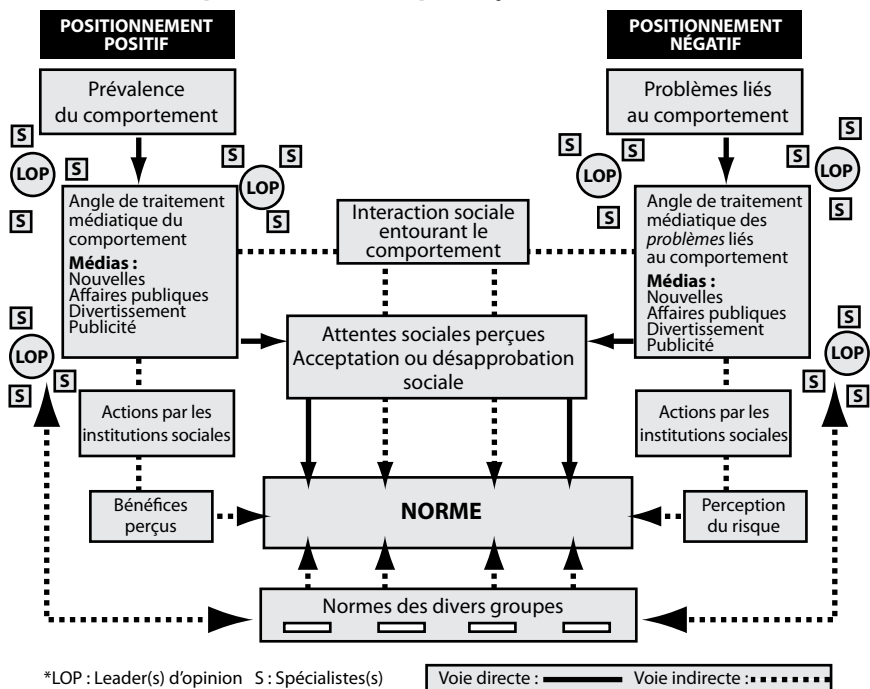 POSITIONNEMENT
POSITIF
POSITIONNEMENT
NÉGATIF
Prévalence
du comportement
Problèmes liés
au comportement
S
LOP
S
S
S
LOP
S
S
S
LOP
S
S
S
LOP
S
S
Angle de traitement
médiatique du
comportement
Médias :
Nouvelles
Affaires publiques
Divertissement
Publicité
Interaction sociale
entourant le
comportement
Angle de traitement
médiatique des
problèmes liés
au comportement
Médias :
Nouvelles
Affaires publiques
Divertissement
Publicité
Attentes sociales perçues
Acceptation ou désapprobation
sociale
S
LOP
S
S
S
LOP
S
S
Actions par les
institutions sociales
Actions par les
institutions sociales
Bénéfices
perçus
NORME
Perception
du risque
Normes des divers groupes
*LOP : Leader(s) d’opinion S : Spécialistes(s)
Voie directe : Voie indirecte :